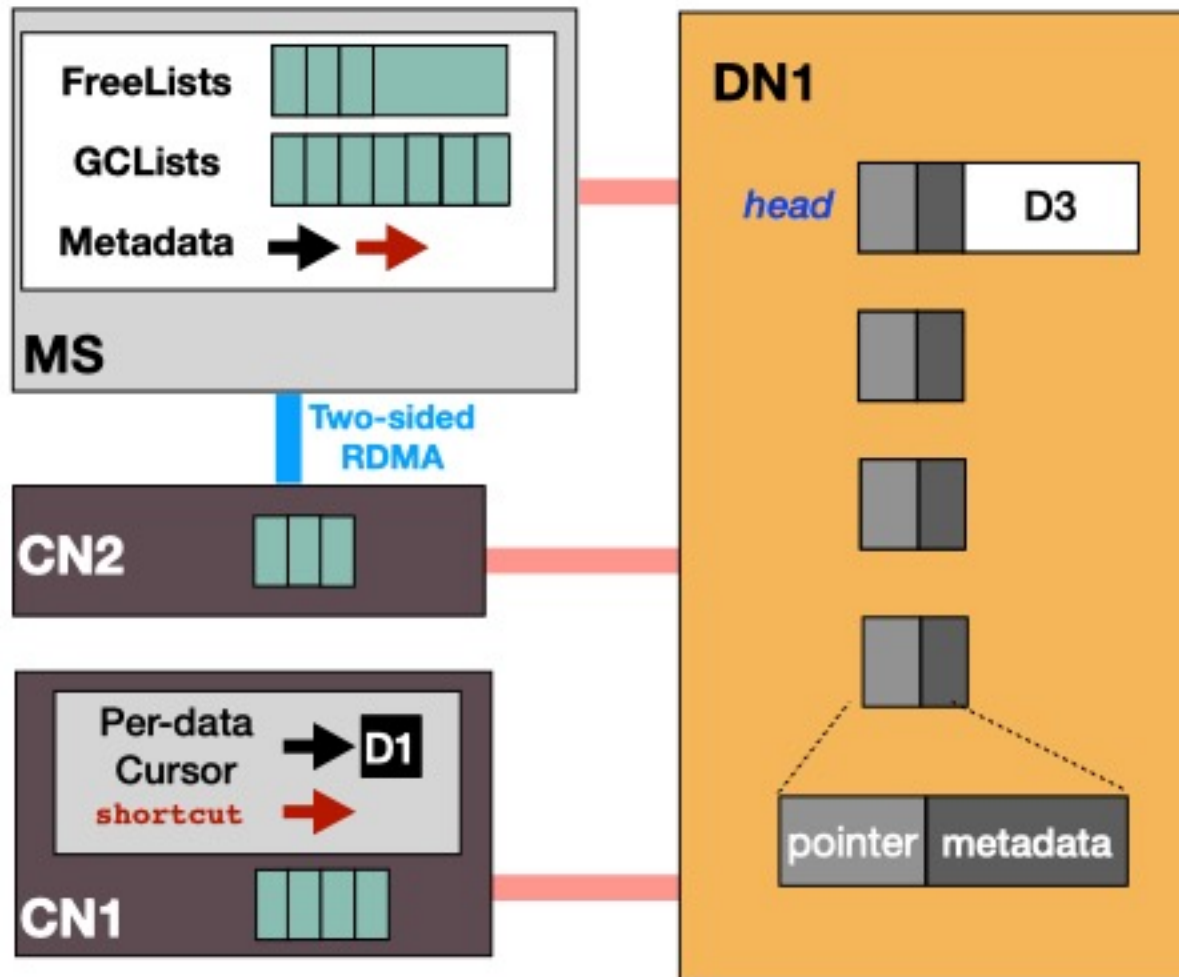 FreeLists
GCLists
Metadata
MS
Two-sided
RDMA
CN2
Per-data
Cursor
D1
shortcut
CN1
DN1
head
D3
pointer
metadata